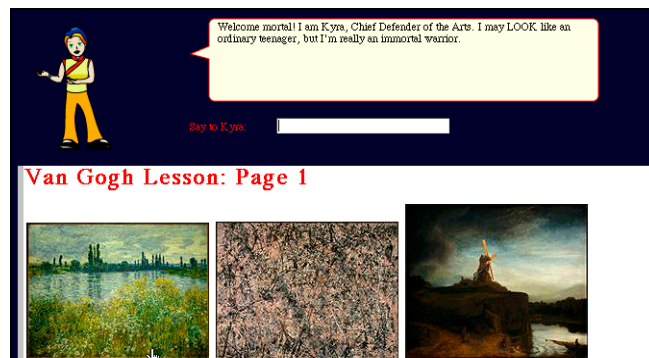 Welcome mortal! I am Kyra, Chief Defender of the Arts. I may LOOK like an
ordinary teenager, but I'm really an immortal warrior.
Say to Kyra:
Van Gogh Lesson: Page 1